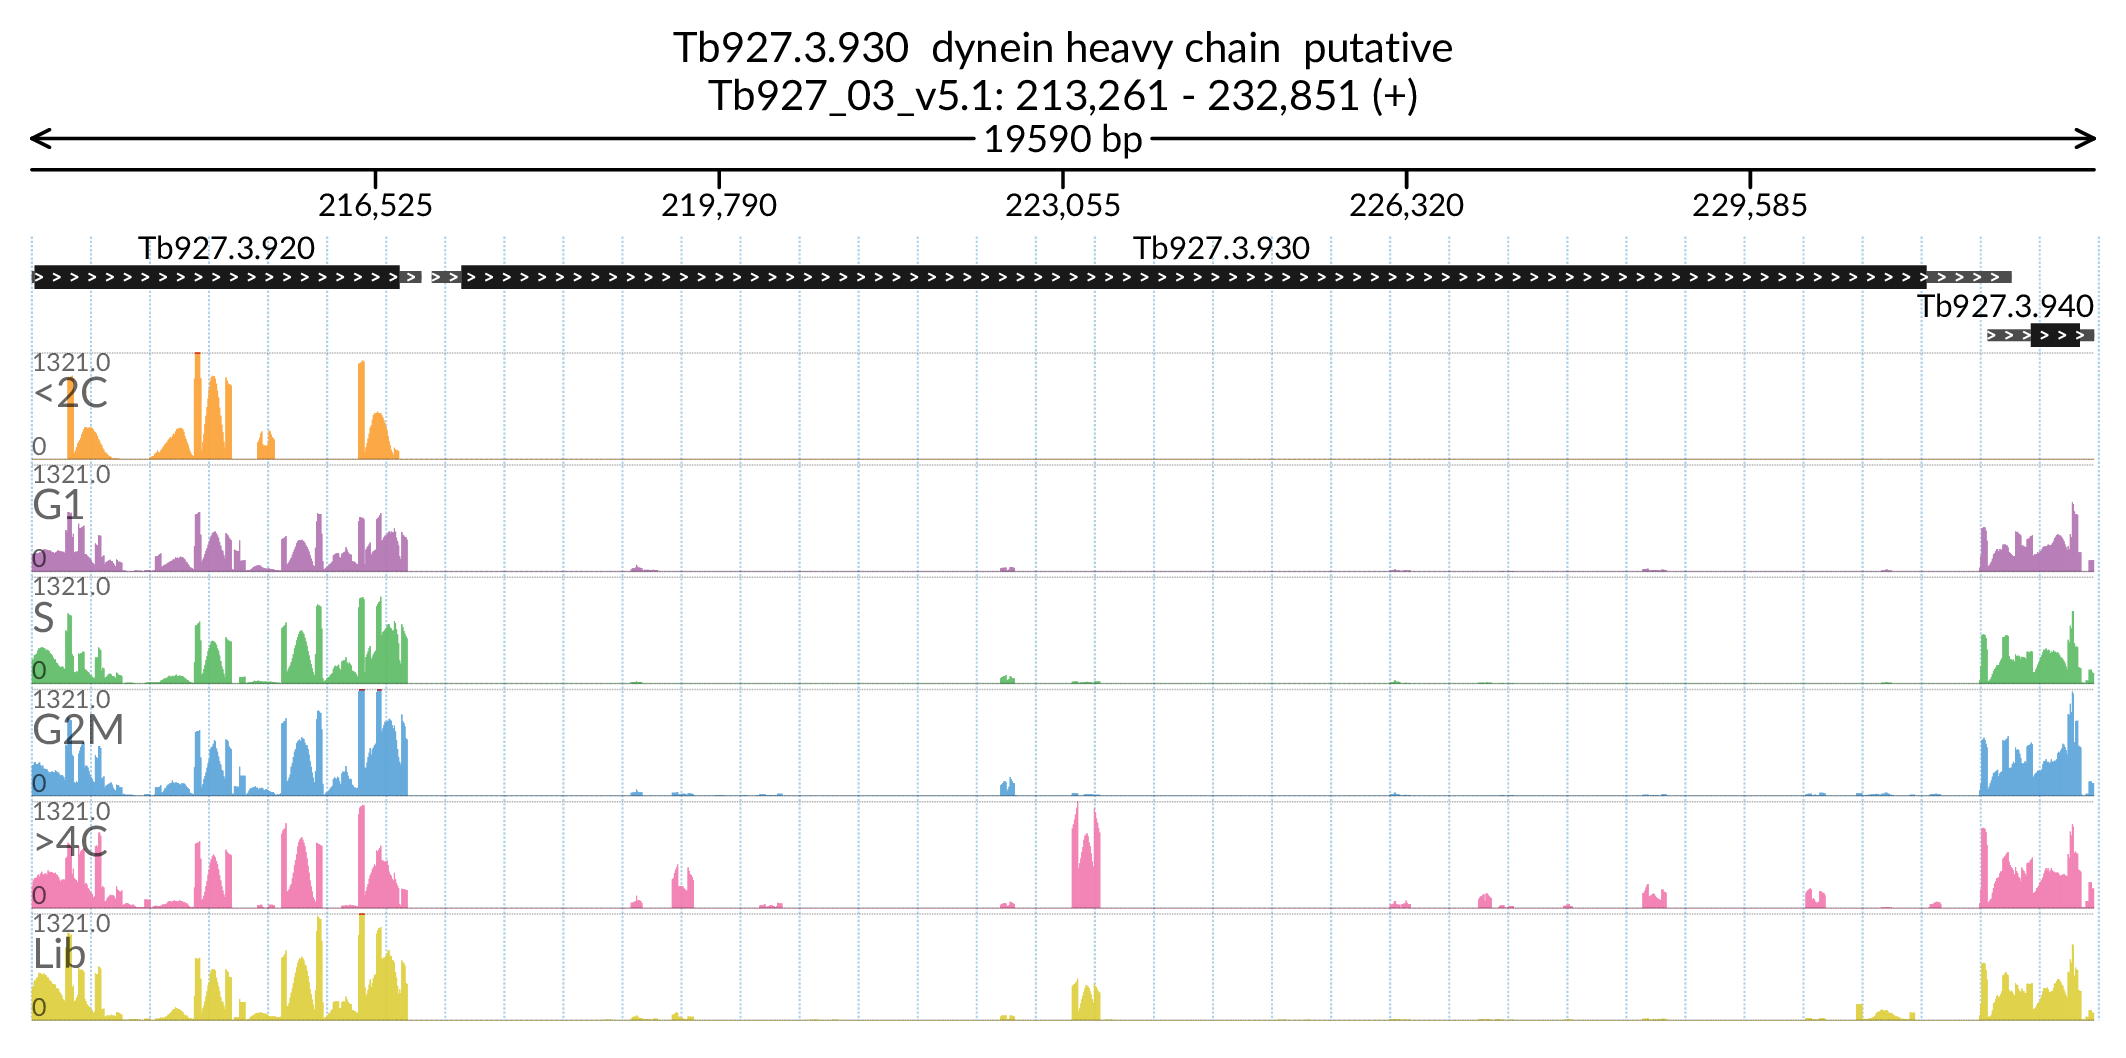 Tb927.3.930  dynein heavy chain  putative
Tb927_03_v5.1: 213,261 - 232,851 (+)
19590 bp
216,525 219,790 223,055 226,320 229,585
Tb927.3.920 Tb927.3.930
Tb927.3.940
1321.0
<2C
0
1321.0
G1
0
1321.0
S
0
1321.0
G2M
0
1321.0
>4C
0
1321.0
Lib
0